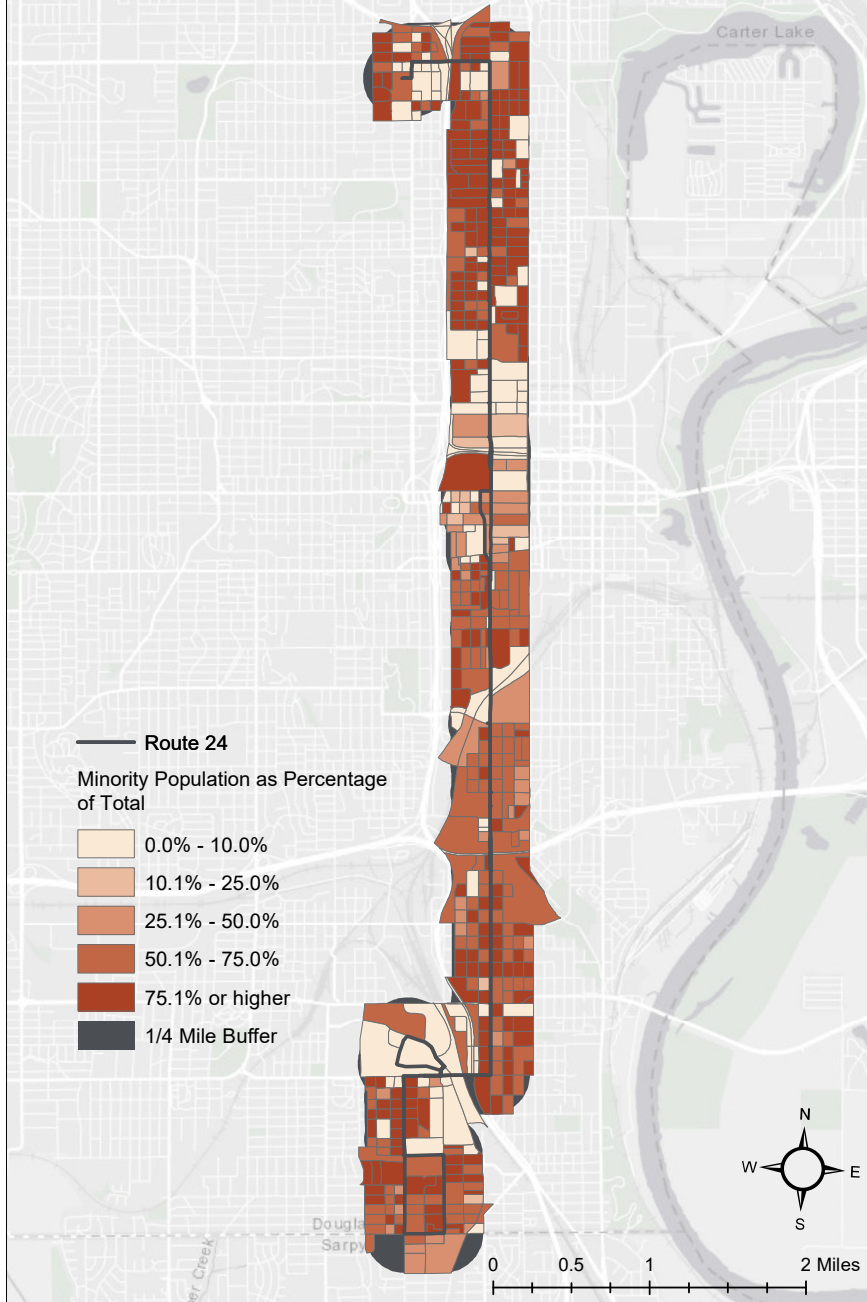 Carter Lake
Route 24
Minority Population as Percentage
of Total
0.0% - 10.0%
10.1% - 25.0%
25.1% - 50.0%
50.1% - 75.0%
75.1% or higher
1/4 Mile Buffer
N
W E
S
Dougla
Sarpy
er Creek
0 0.5 1 2 Miles